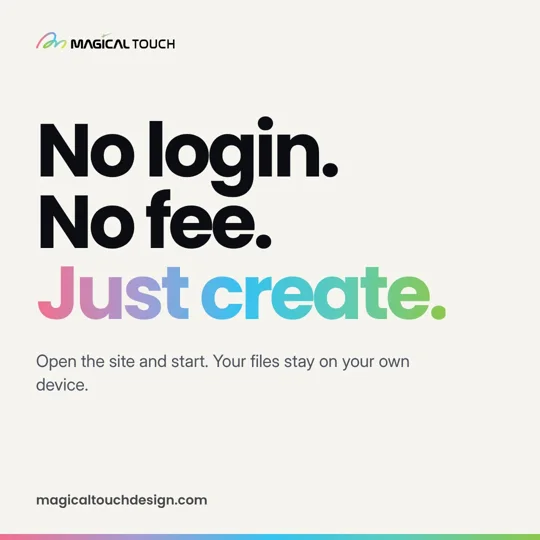 MAGICAL TOUCH
No login.
No fee.
Just create.
Open the site and start. Your files stay on your own
device.
magicaltouchdesign.com